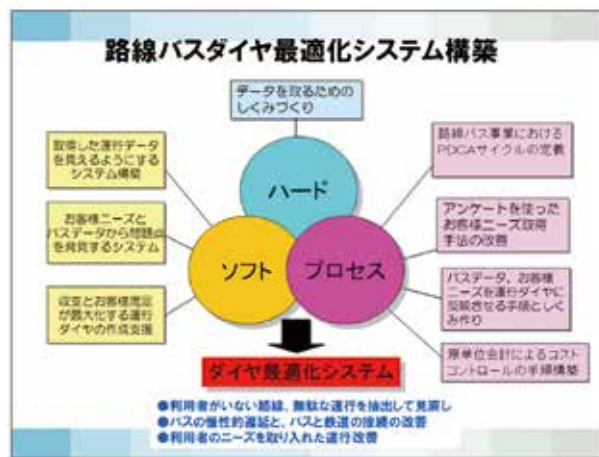 路線バスダイヤ最適化システム構築
データを取るための
しくみづくり
取得した運行データ
を見えるようにする
システム構築
お客様ニーズと
バスデータから問題点
を発見するシステム
収支とお客様満足
が最大化する運行
ダイヤの作成支援
ハード
ソフト
プロセス
路線バス事業における
PDCAサイクルの定義
アンケートを使った
お客様ニーズ取得
手法の改善
バスデータ、お客様
ニーズを運行ダイヤに
反映させる手順としく
み作り
原単位会計によるコスト
コントロールの手順構築
ダイヤ最適化システム
●利用者がいない路線、無駄な運行を抽出して見直し
●バスの慢性的遅延と、バスと鉄道の接続の改善
●利用者のニーズを取り入れた運行改善